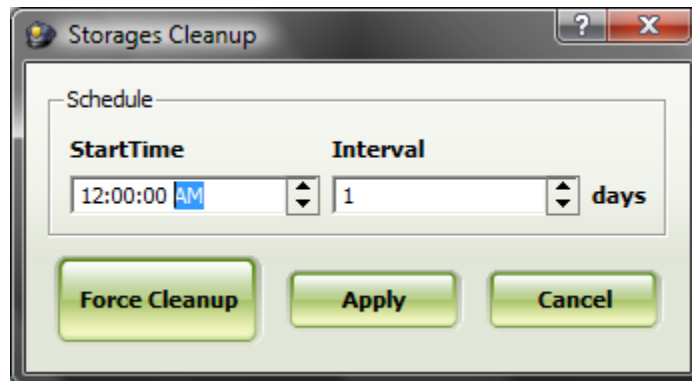 Storages Cleanup
Schedule
StartTime Interval
12:00:00 AM 1 days
Force Cleanup Apply Cancel